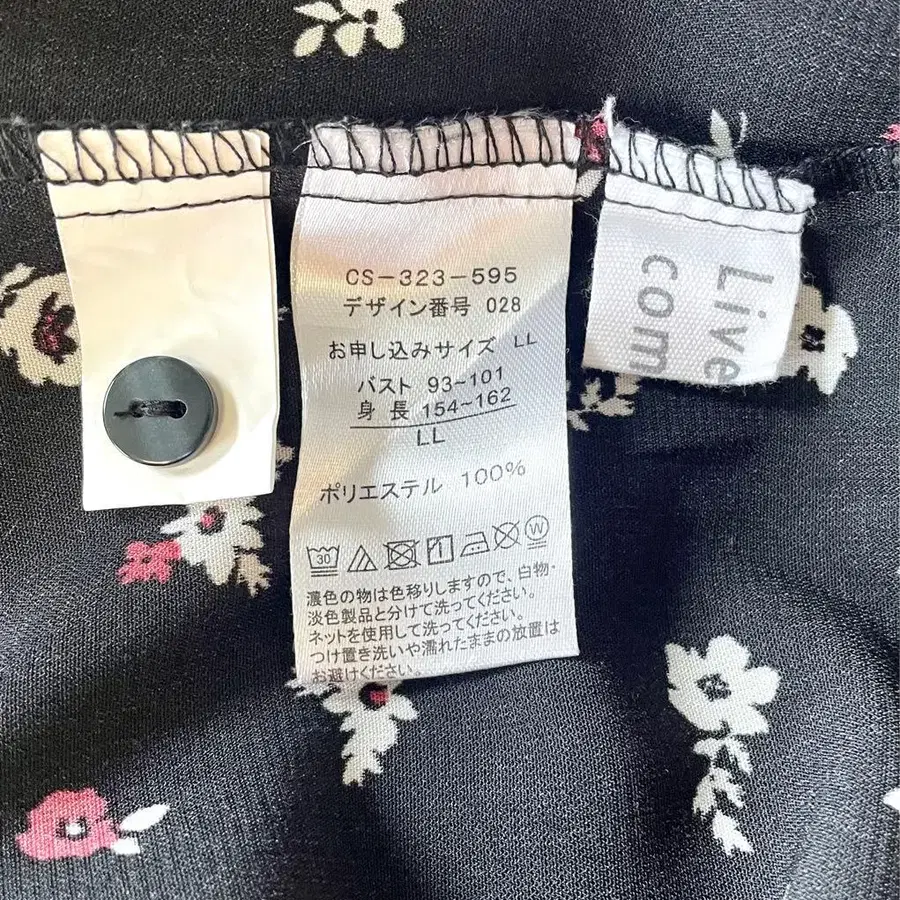 CS-323-595
デザイン番号 028
お申し込みサイズ LL
バスト 93~101
身長 154~162
LL
ポリエステル 100%
30 W
濃色の物は色移りしますので、白物・
淡色製品と分けて洗ってください。
ネットを使用して洗ってください。
つけ置き洗いや濡れたままの放置は
お避けください。
Live
com